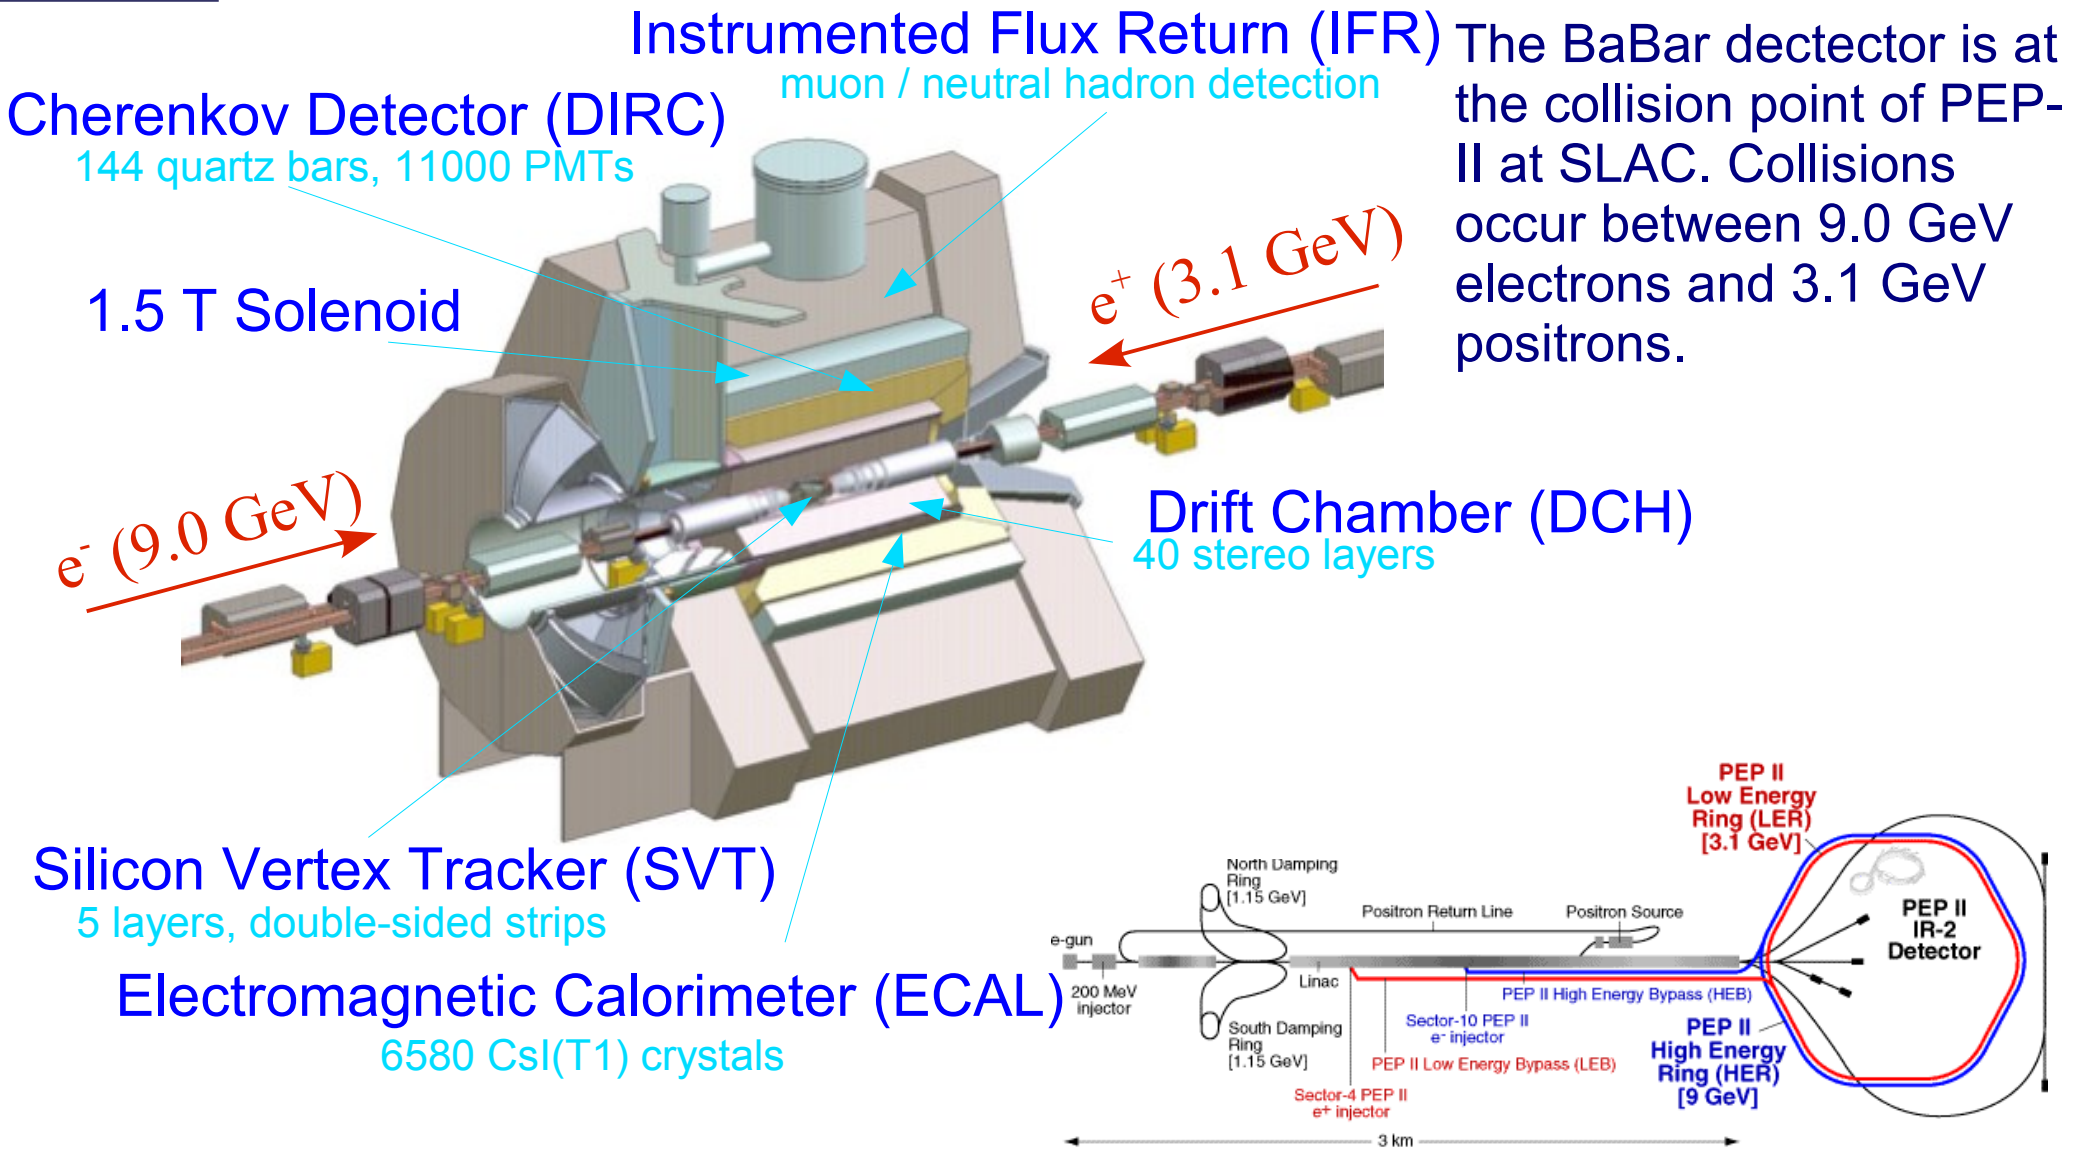 Instrumented Flux Return (IFR)
muon / neutral hadron detection
Cherenkov Detector (DIRC)
144 quartz bars, 11000 PMTs
1.5 T Solenoid
e+ (3.1 GeV)
The BaBar dectector is at
the collision point of PEP-
II at SLAC. Collisions
occur between 9.0 GeV
electrons and 3.1 GeV
positrons.
e- (9.0 GeV)
Drift Chamber (DCH)
40 stereo layers
Silicon Vertex Tracker (SVT)
5 layers, double-sided strips
Electromagnetic Calorimeter (ECAL)
6580 CsI(T1) crystals
PEP II
Low Energy
Ring (LER)
[3.1 GeV]
North Damping
Ring
[1.15 GeV]
Positron Return Line
Positron Source
e-gun
PEP II
IR-2
Detector
Linac
200 MeV
injector
PEP II High Energy Bypass (HEB)
Sector-10 PEP II
e- injector
South Damping
Ring
[1.15 GeV]
PEP II Low Energy Bypass (LEB)
PEP II
High Energy
Ring (HER)
[9 GeV]
Sector-4 PEP II
e+ injector
3 km